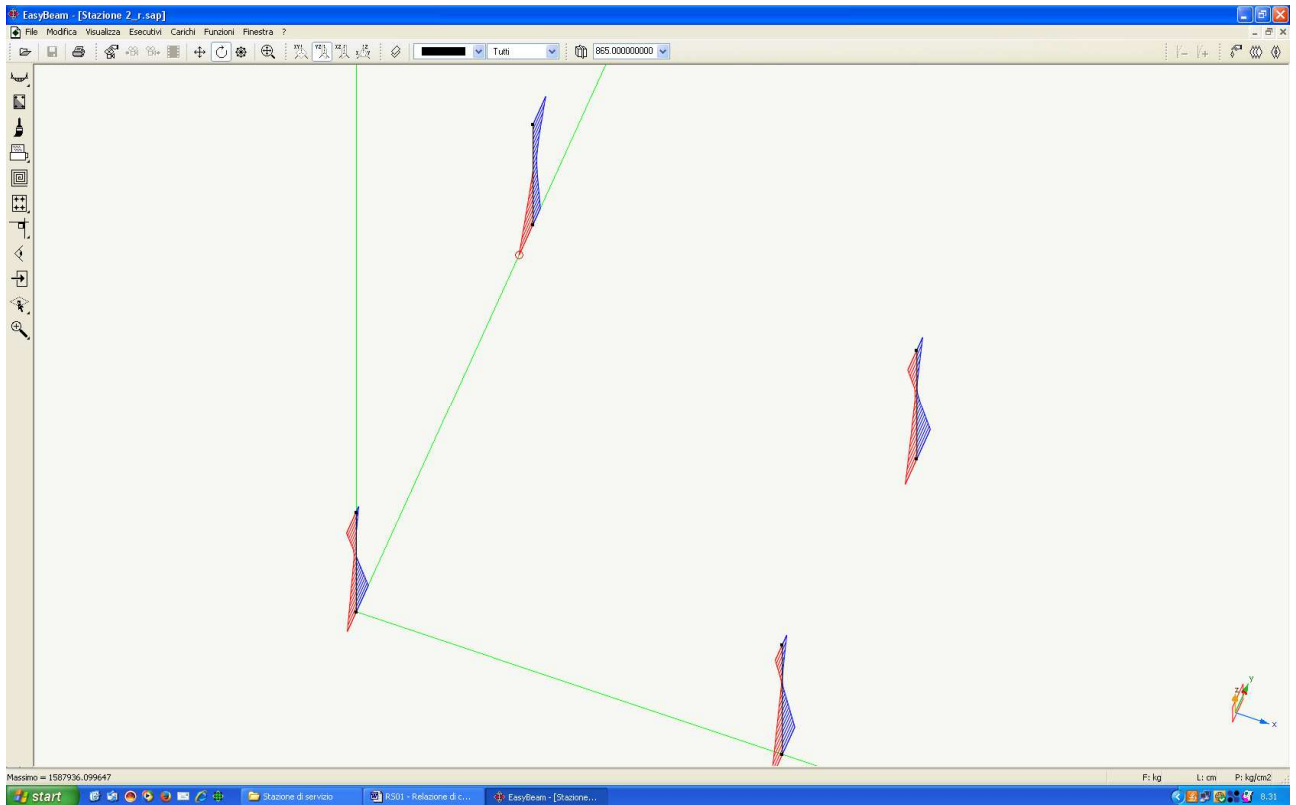 EasyBeam - [Stazione 2_r.sap]
File Modifica Visualizza Esecutivi Carichi Funzioni Finestra ?
Tutti 865.000000000
z y
x
Massimo = 1587936.099647 F: kg L: cm P: kg/cm2
start Stazione di servizio RS01 - Relazione di c... EasyBeam - [Stazione... 8.31